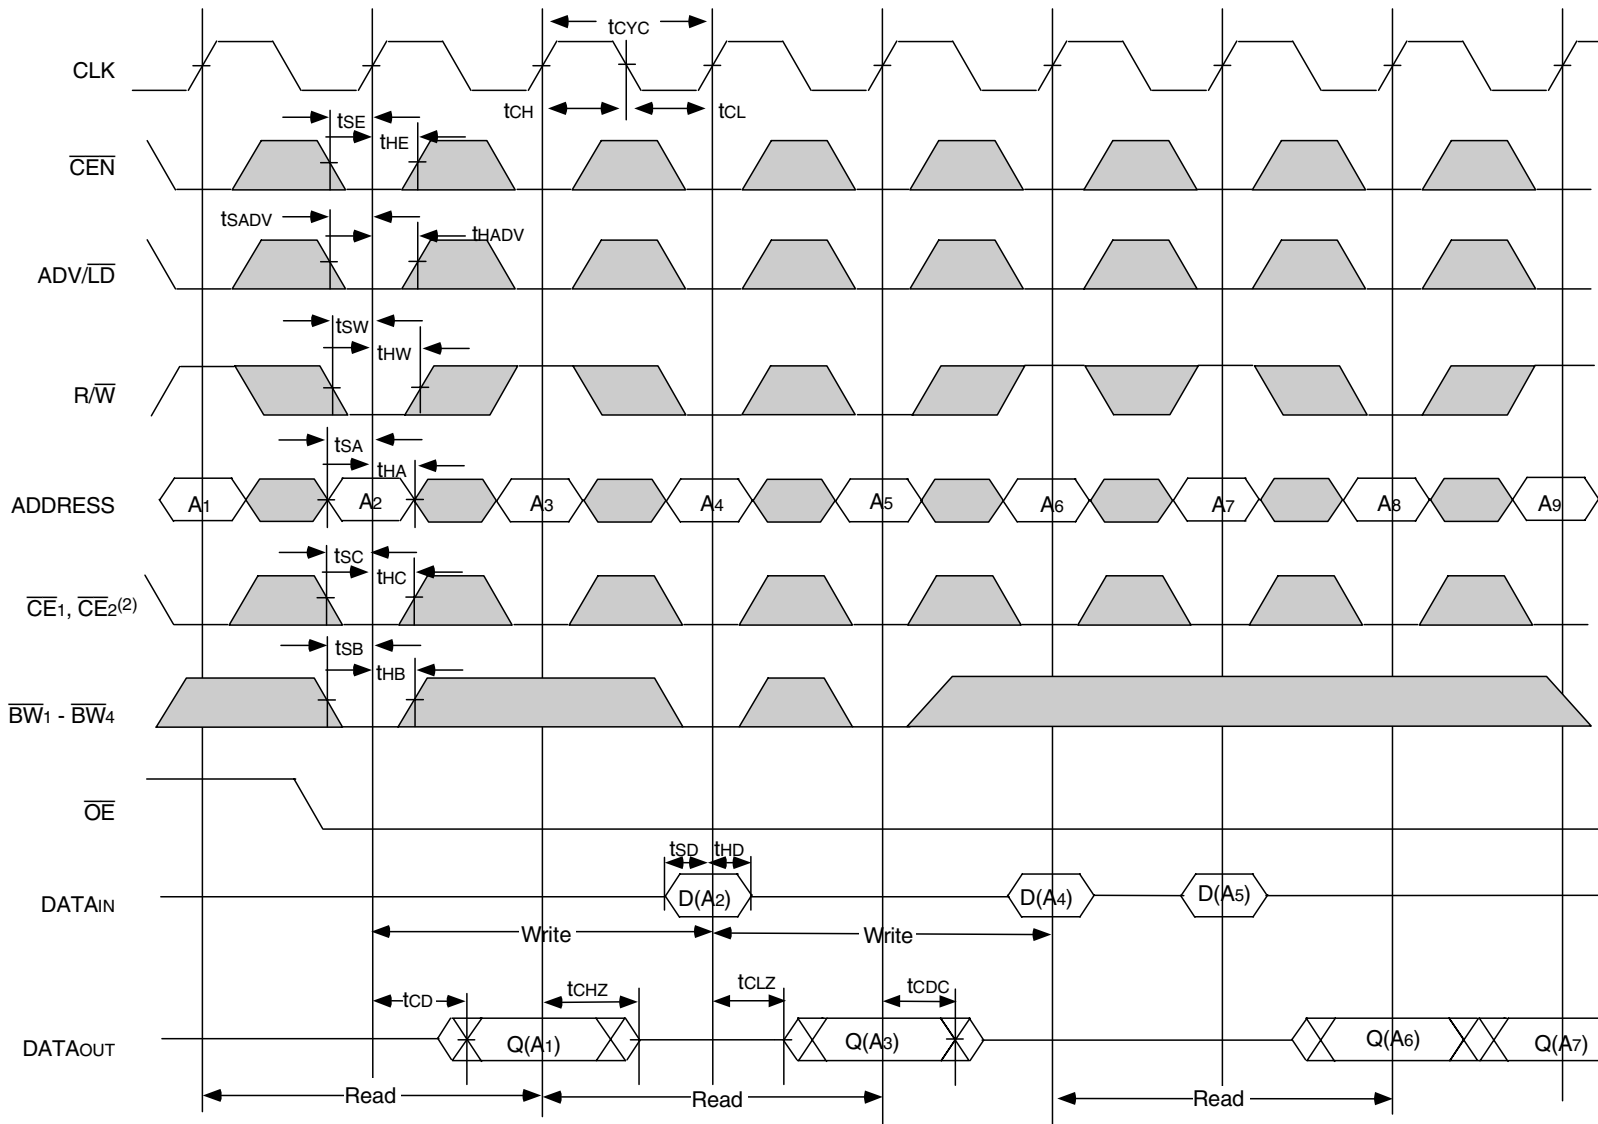 tCYC
CLK
tCH
tCL
tSE
tHE
CEN
tSADV
tHADV
ADV/LD
tSW
tHW
R/W
tSA
tHA
ADDRESS A1 A2 A3 A4 A5 A6 A7 A8 A9
tSC
tHC
CE1, CE2(2)
tSB
tHB
BW1 - BW4
OE
tSD tHD
DATAIN D(A2) D(A4) D(A5)
Write Write
tCD tCHZ tCLZ tCDC
DATAOUT Q(A1) Q(A3) Q(A6) Q(A7)
Read Read Read